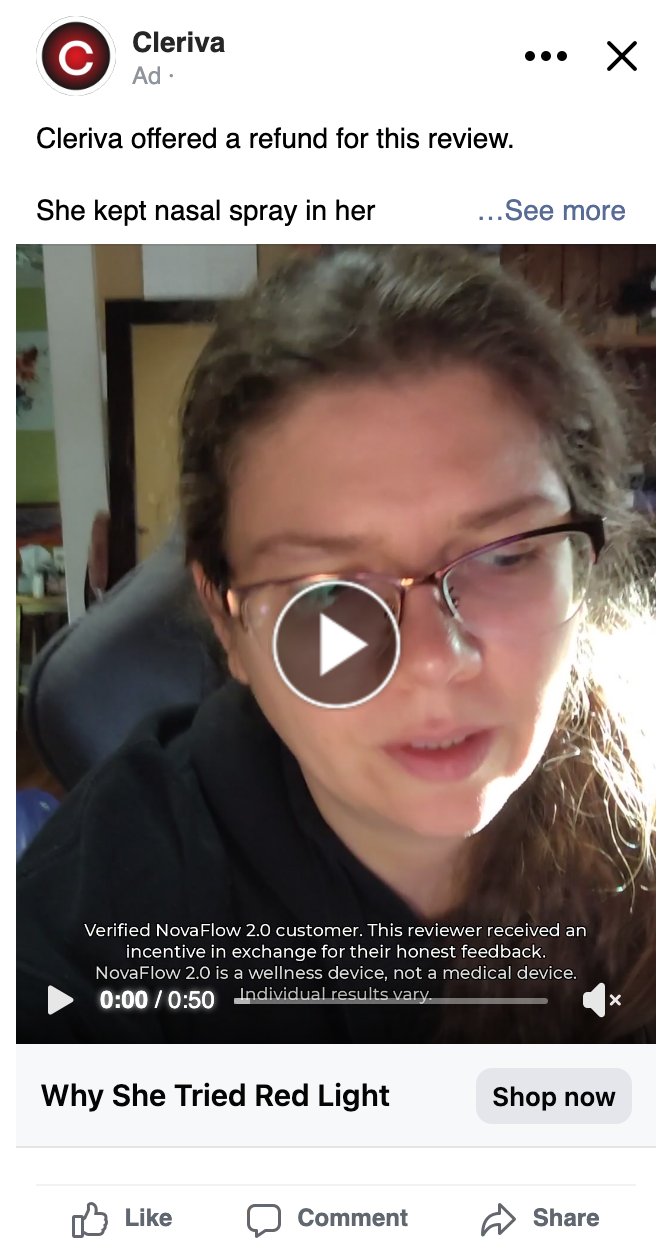 C
Cleriva
Ad ·
Cleriva offered a refund for this review.
She kept nasal spray in her
...See more
Verified NovaFlow 2.0 customer. This reviewer received an
incentive in exchange for their honest feedback.
NovaFlow 2.0 is a wellness device, not a medical device.
Individual results vary.
0:00 / 0:50
Why She Tried Red Light
Shop now
Like
Comment
Share